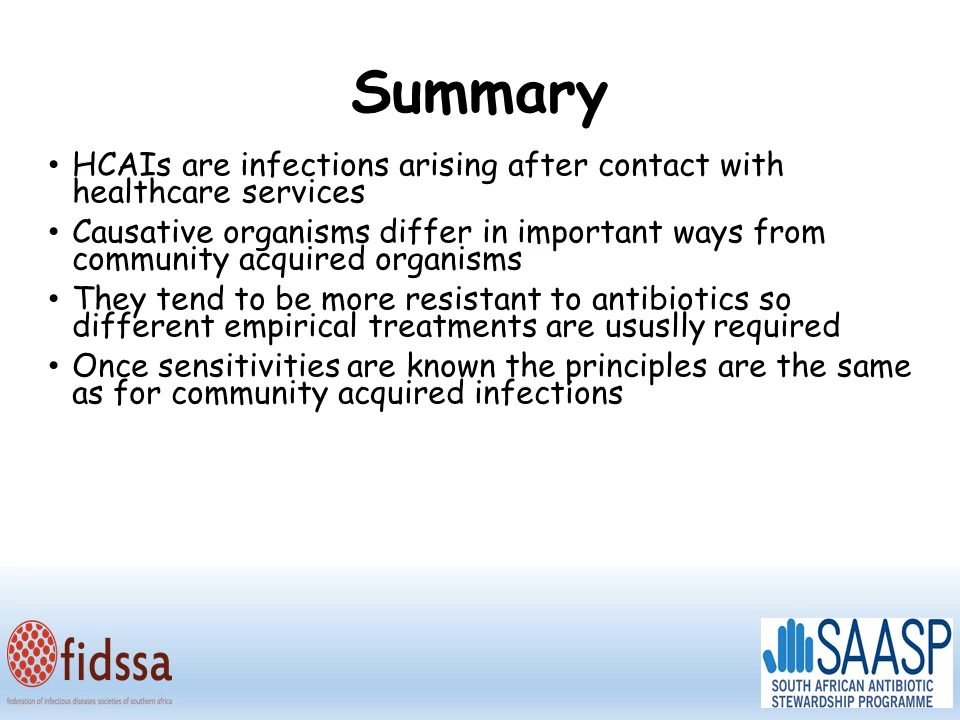 Summary
• HCAIs are infections arising after contact with
healthcare services
• Causative organisms differ in important ways from
community acquired organisms
• They tend to be more resistant to antibiotics so
different empirical treatments are ususlly required
• Once sensitivities are known the principles are the same
as for community acquired infections
fidssa
federation of infectious diseases societies of southern africa
SAASP
SOUTH AFRICAN ANTIBIOTIC
STEWARDSHIP PROGRAMME